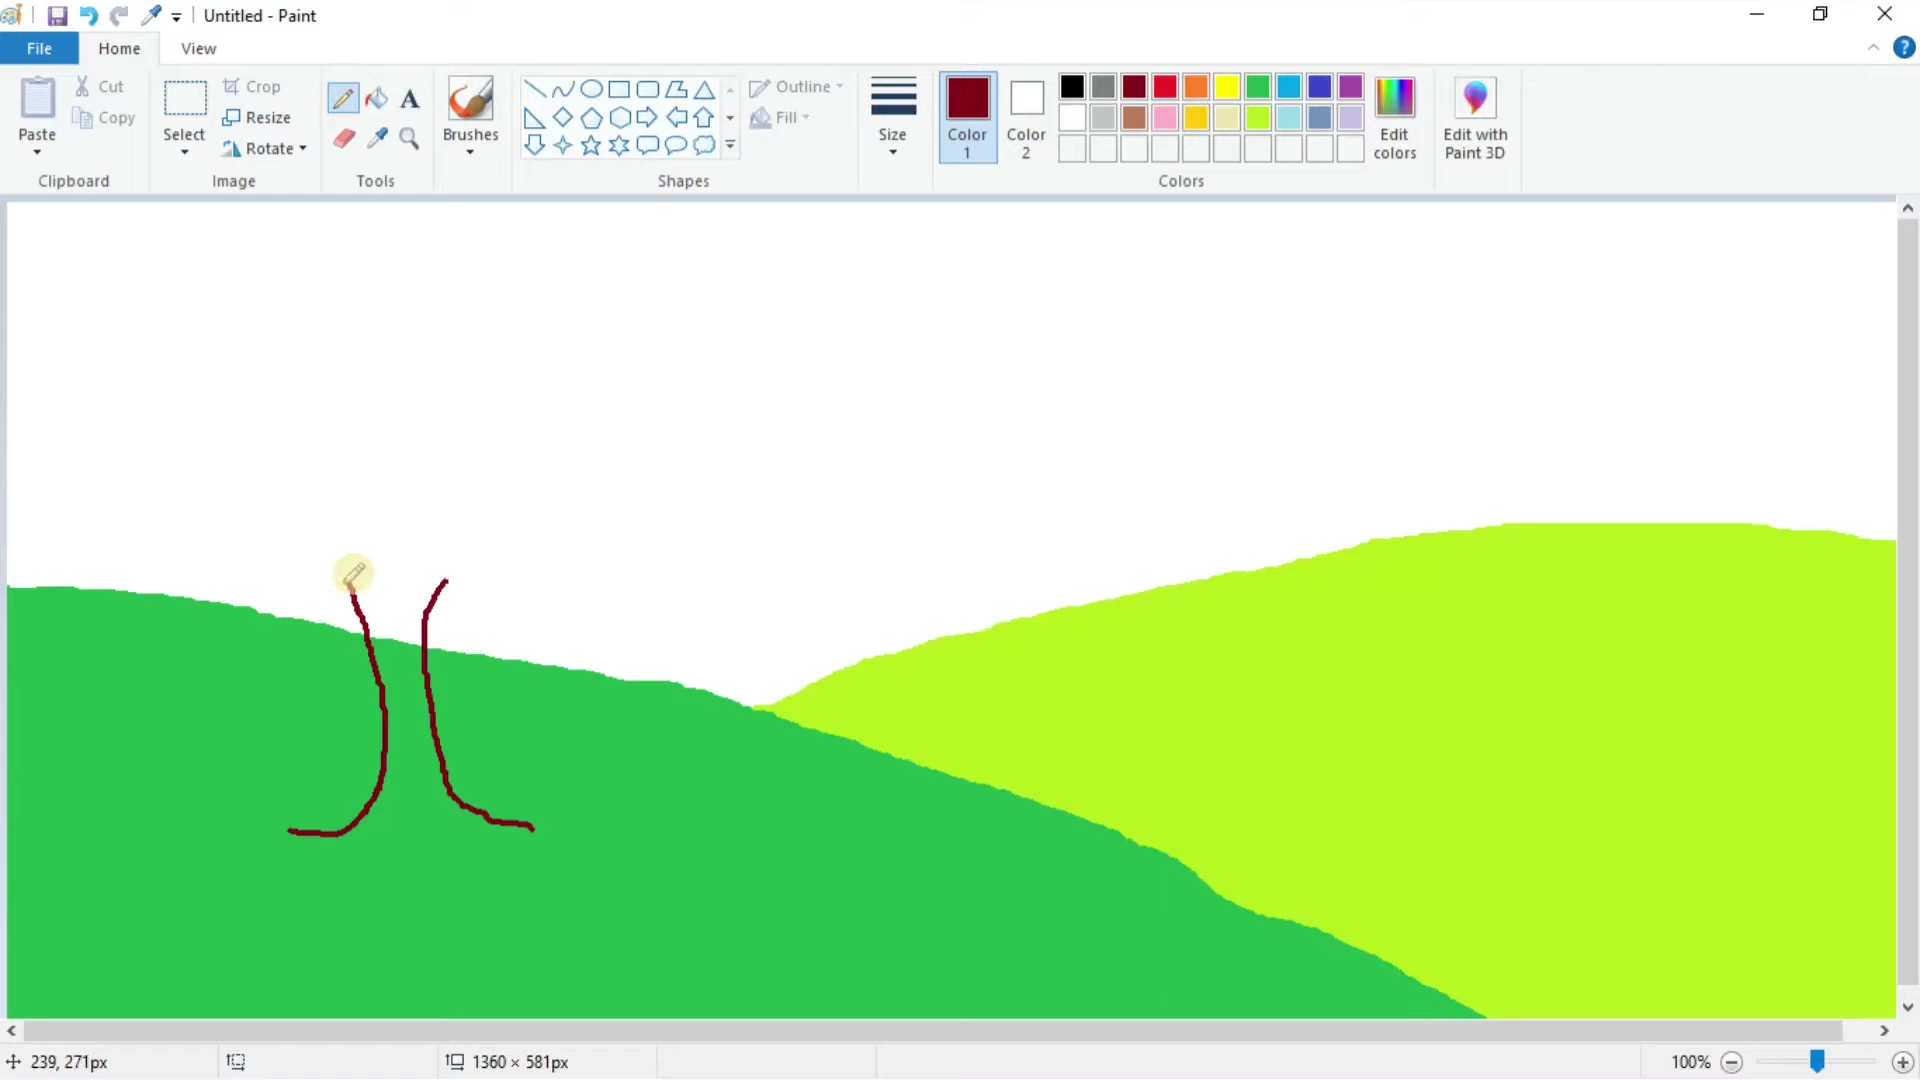 Untitled - Paint
File Home View
Paste
Cut
Copy
Clipboard
Select
Crop
Resize
Rotate
Image
A
Tools
Brushes
Shapes
Outline
Fill
Size
Color 1
Color 2
Colors
Edit colors
Edit with Paint 3D
239, 271px
1360 × 581px
100%